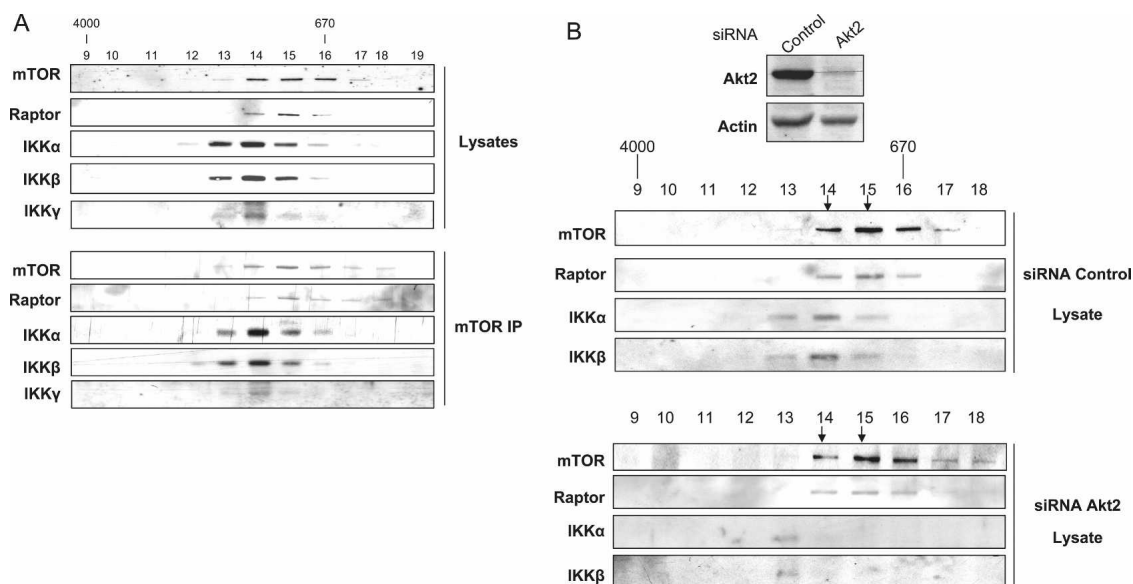 A
4000 670
9 10 11 12 13 14 15 16 17 18 19
mTOR
Raptor
IKKα
IKKβ
IKKγ
Lysates
mTOR
Raptor
IKKα
IKKβ
IKKγ
mTOR IP
B
siRNA Control Akt2
Akt2
Actin
4000 670
9 10 11 12 13 14 15 16 17 18
mTOR
Raptor
IKKα
IKKβ
siRNA Control
Lysate
9 10 11 12 13 14 15 16 17 18
mTOR
Raptor
IKKα
IKKβ
siRNA Akt2
Lysate